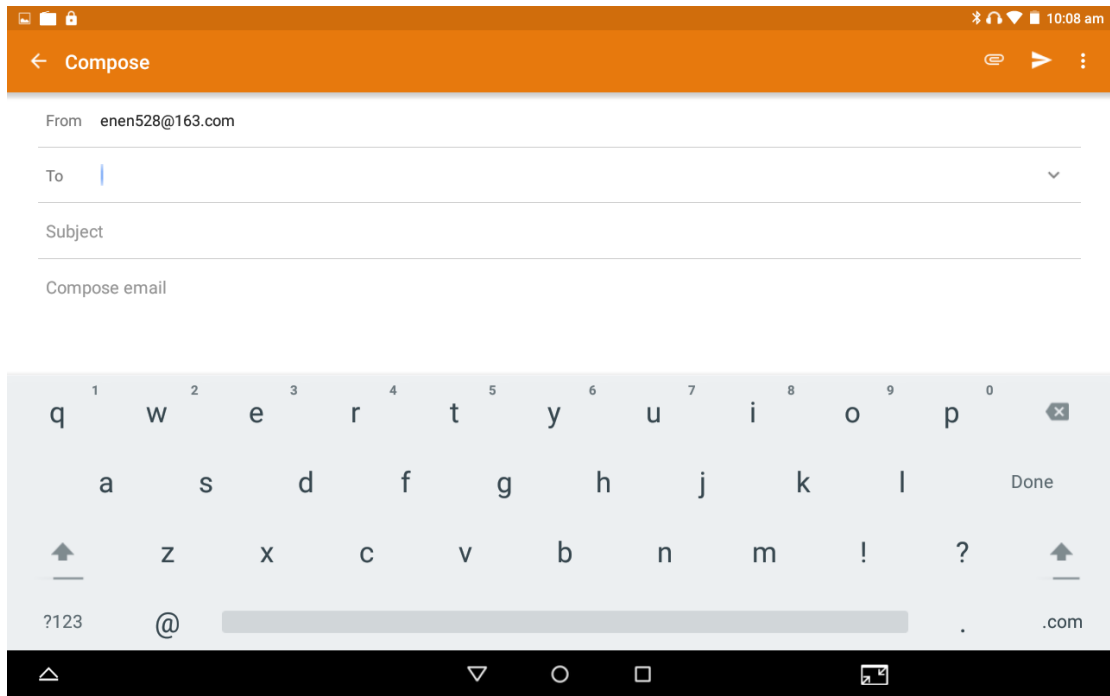 10:08 am
Compose
From enen528@163.com
To
Subject
Compose email
1 2 3 4 5 6 7 8 9 0
q w e r t y u i o p
a s d f g h j k l Done
z x c v b n m ! ?
?123 @ . .com